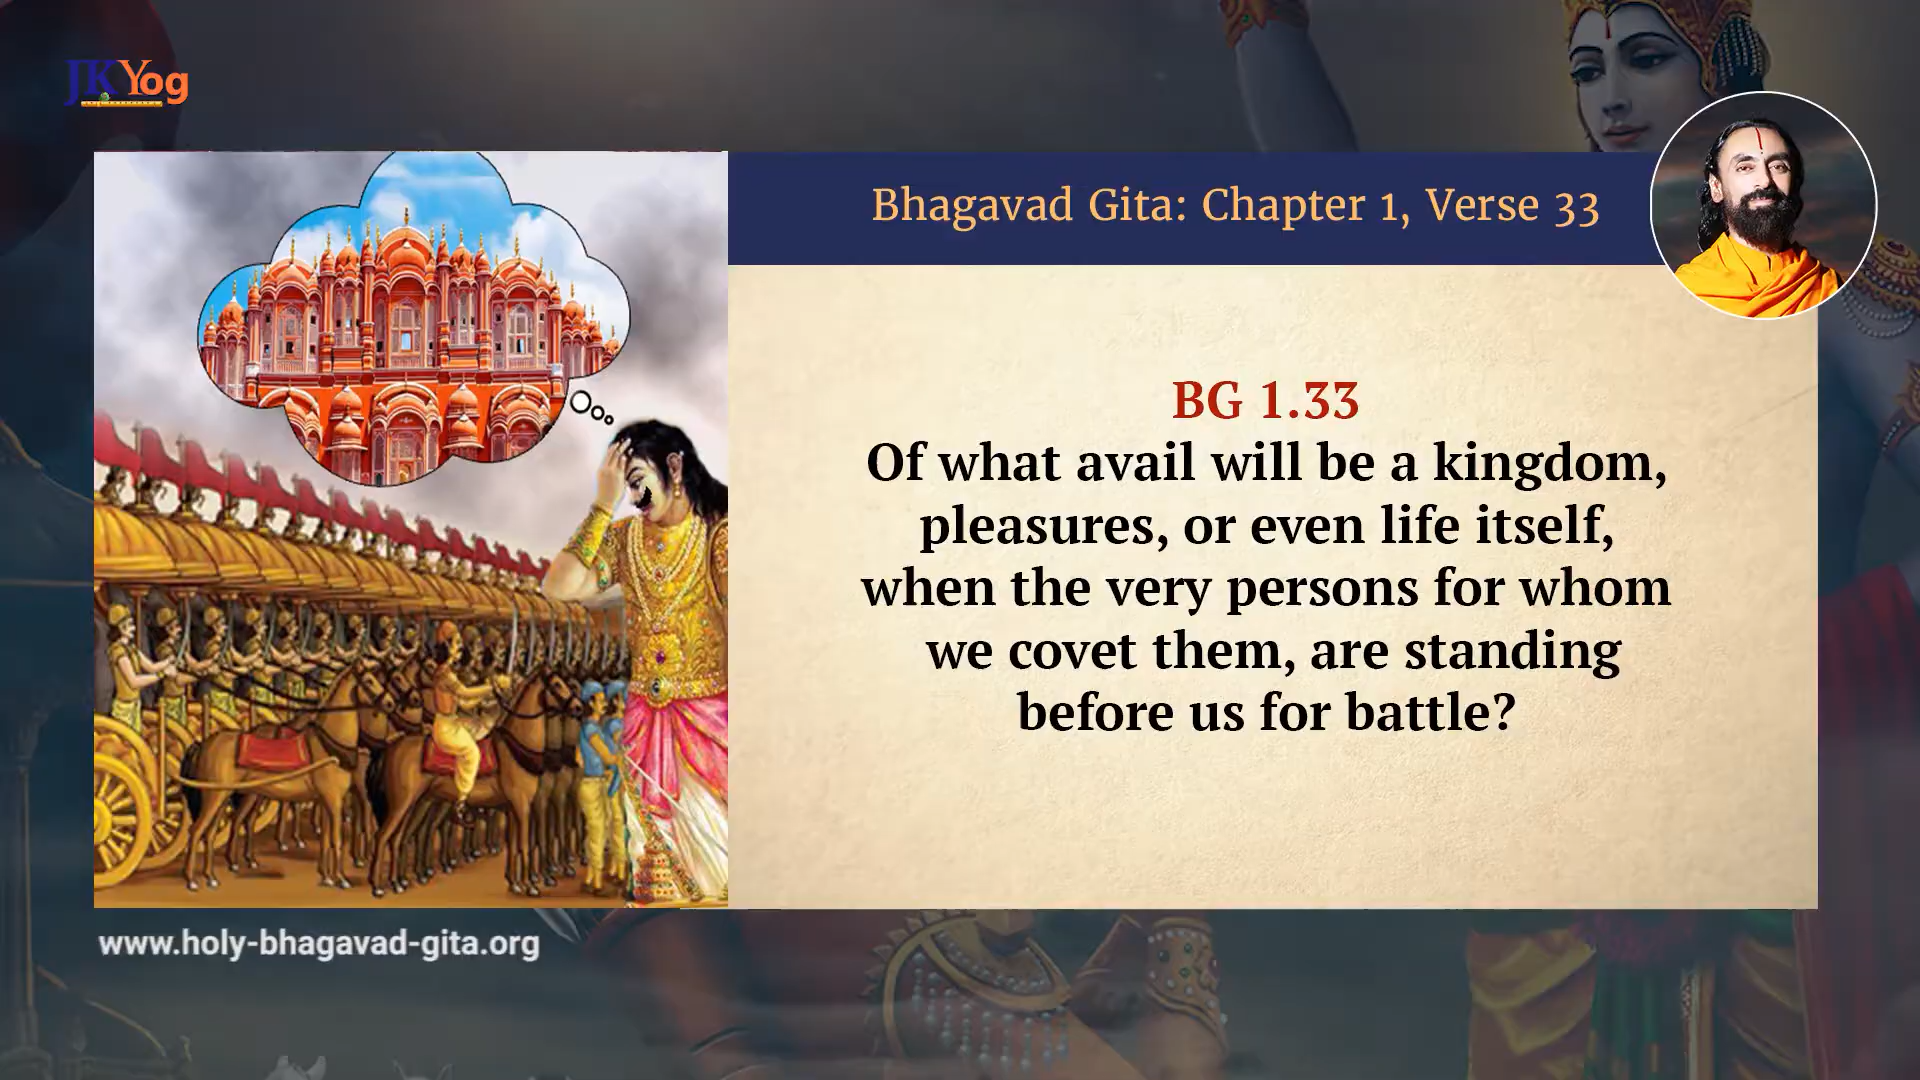 JKYog
Bhagavad Gita: Chapter 1, Verse 33
BG 1.33
Of what avail will be a kingdom,
pleasures, or even life itself,
when the very persons for whom
we covet them, are standing
before us for battle?
www.holy-bhagavad-gita.org